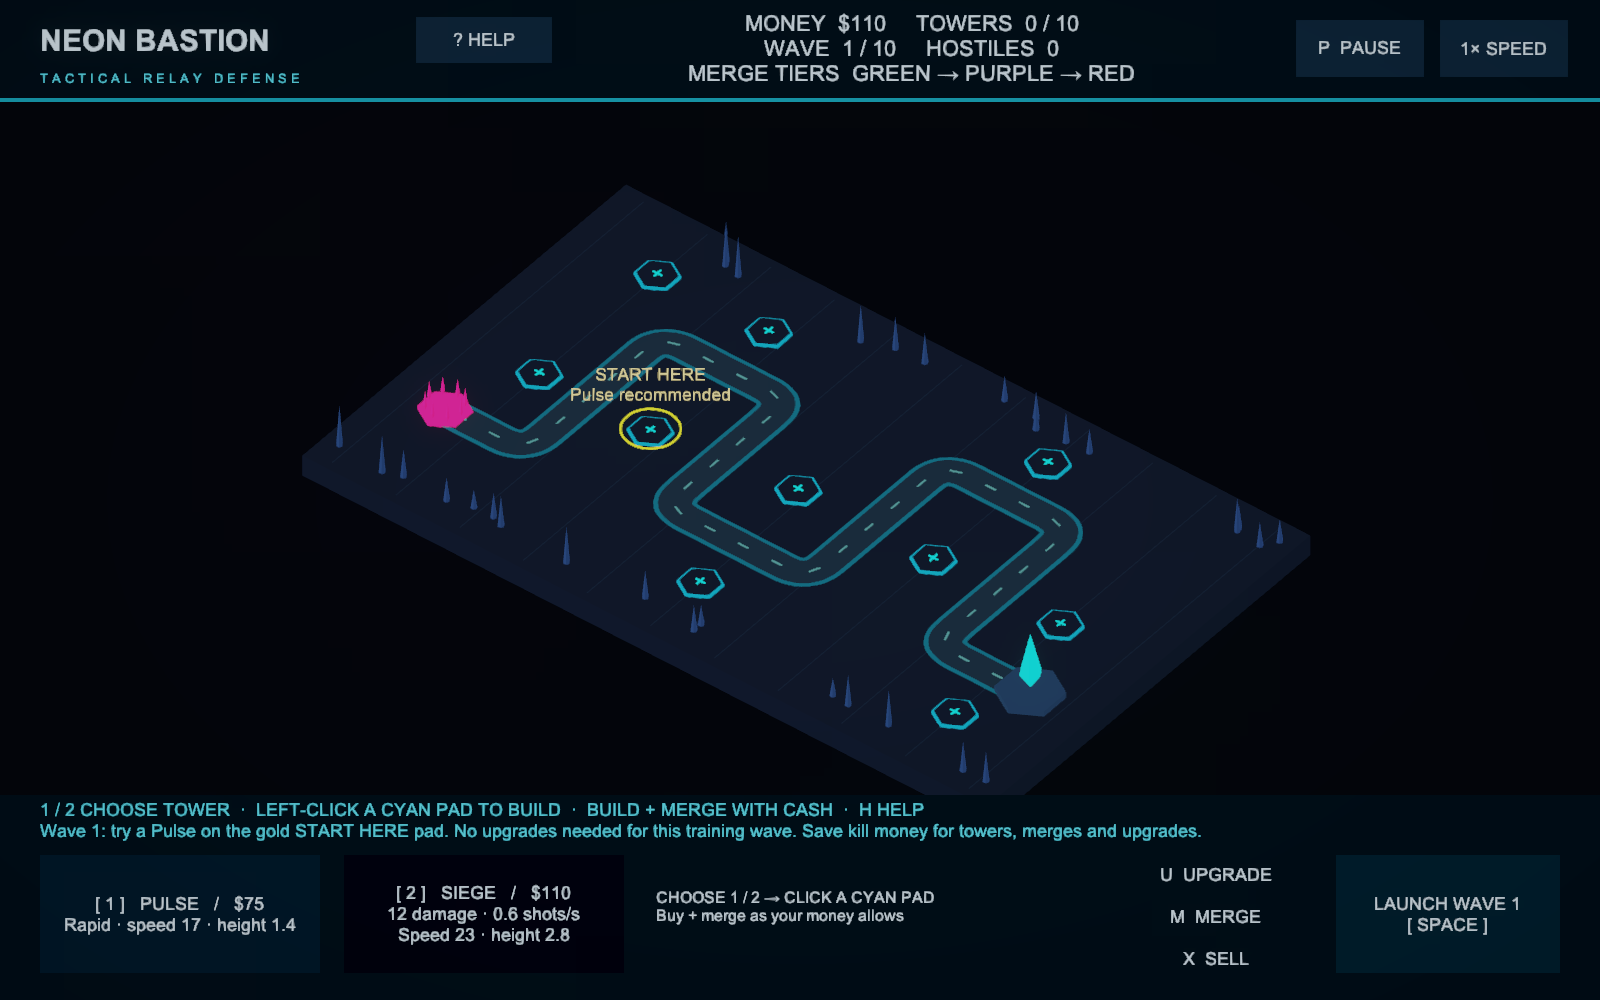 NEON BASTION
TACTICAL RELAY DEFENSE
? HELP
MONEY $110 TOWERS 0 / 10
WAVE 1 / 10 HOSTILES 0
MERGE TIERS GREEN → PURPLE → RED
P PAUSE
1× SPEED
START HERE
Pulse recommended
1 / 2 CHOOSE TOWER · LEFT-CLICK A CYAN PAD TO BUILD · BUILD + MERGE WITH CASH · H HELP
Wave 1: try a Pulse on the gold START HERE pad. No upgrades needed for this training wave. Save kill money for towers, merges and upgrades.
[ 1 ] PULSE / $75
Rapid · speed 17 · height 1.4
[ 2 ] SIEGE / $110
12 damage · 0.6 shots/s
Speed 23 · height 2.8
CHOOSE 1 / 2 → CLICK A CYAN PAD
Buy + merge as your money allows
U UPGRADE
M MERGE
X SELL
LAUNCH WAVE 1
[ SPACE ]